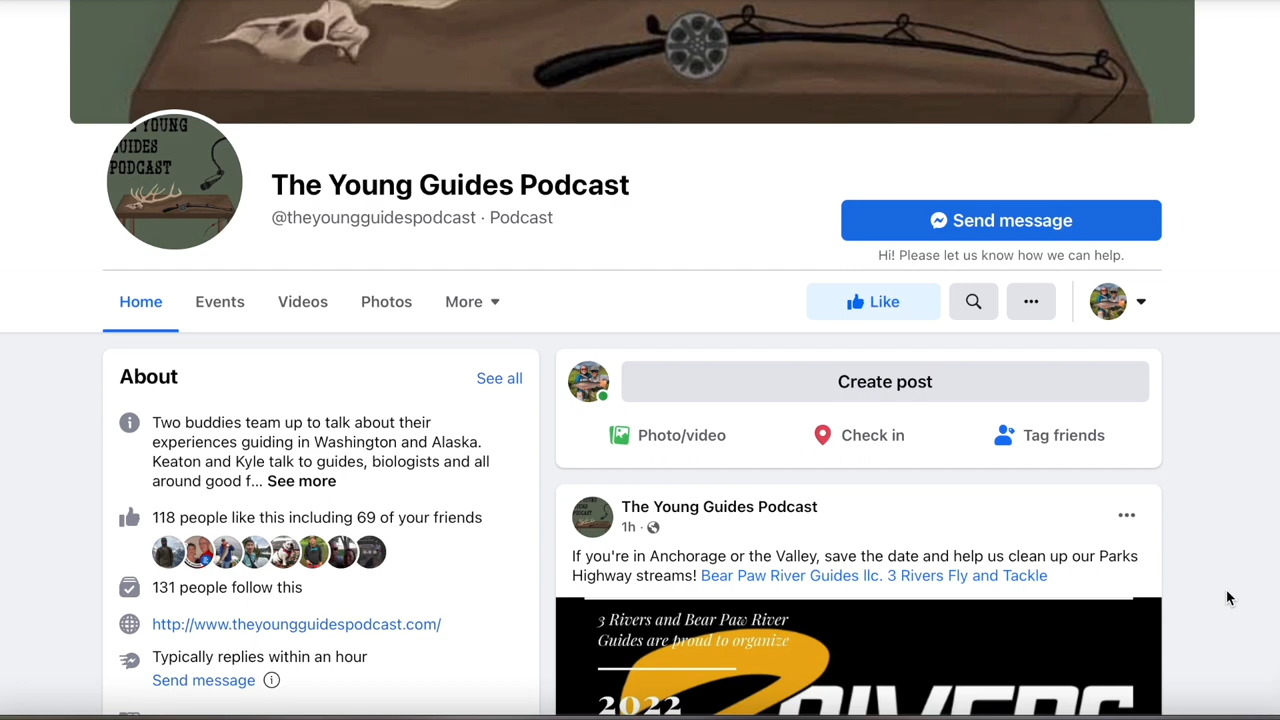 THE YOUNG
GUIDES
PODCAST
The Young Guides Podcast
@theyoungguidespodcast · Podcast
Send message
Hi! Please let us know how we can help.
Home
Events
Videos
Photos
More
Like
About
See all
Two buddies team up to talk about their
experiences guiding in Washington and Alaska.
Keaton and Kyle talk to guides, biologists and all
around good f... See more
118 people like this including 69 of your friends
131 people follow this
http://www.theyoungguidespodcast.com/
Typically replies within an hour
Send message
Create post
Photo/video
Check in
Tag friends
The Young Guides Podcast
1h ·
If you're in Anchorage or the Valley, save the date and help us clean up our Parks
Highway streams! Bear Paw River Guides llc. 3 Rivers Fly and Tackle
3 Rivers and Bear Paw River
Guides are proud to organize
2022
3 RIVERS